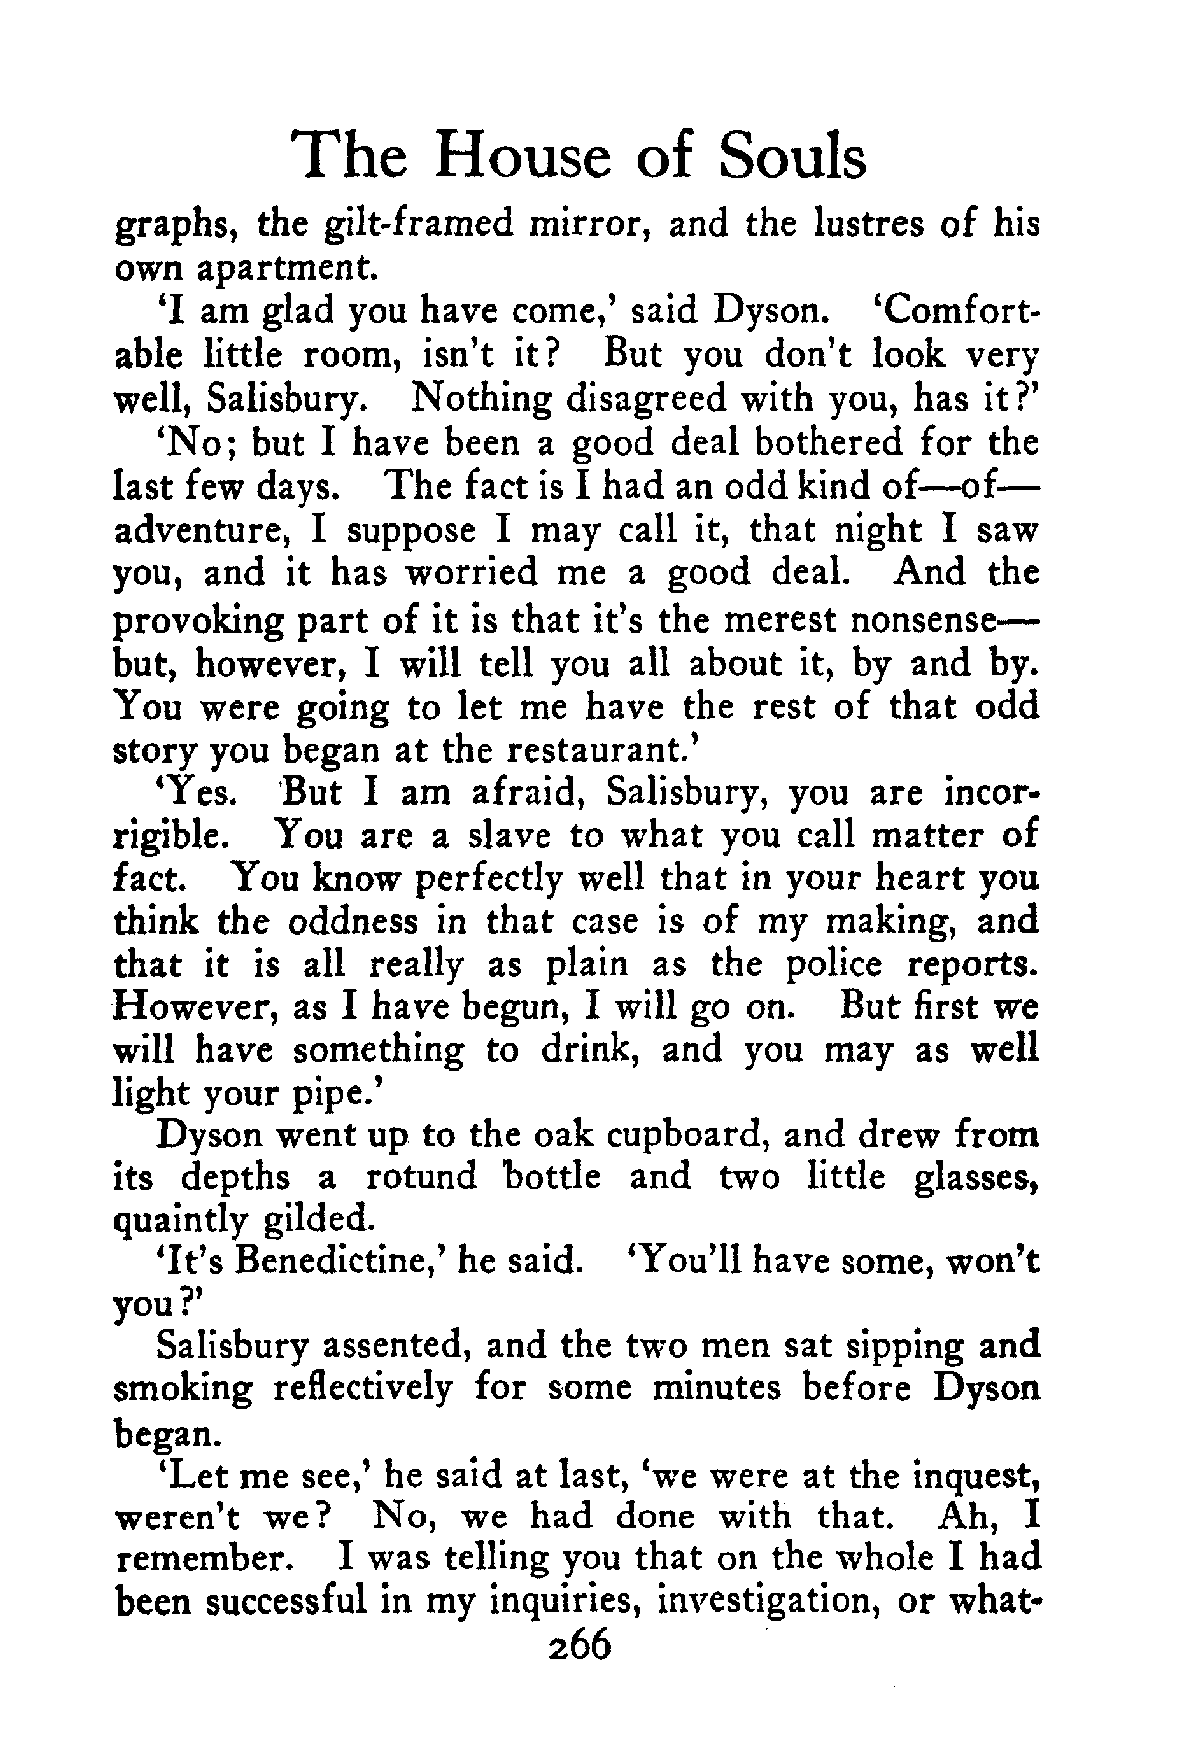 The House of Souls
graphs, the gilt-framed mirror, and the lustres of his
own apartment.
‘I am glad you have come,’ said Dyson. ‘Comfort-
able little room, isn’t it? But you don’t look very
well, Salisbury. Nothing disagreed with you, has it?’
‘No; but I have been a good deal bothered for the
last few days. The fact is I had an odd kind of—of—
adventure, I suppose I may call it, that night I saw
you, and it has worried me a good deal. And the
provoking part of it is that it’s the merest nonsense—
but, however, I will tell you all about it, by and by.
You were going to let me have the rest of that odd
story you began at the restaurant.’
‘Yes. But I am afraid, Salisbury, you are incor-
rigible. You are a slave to what you call matter of
fact. You know perfectly well that in your heart you
think the oddness in that case is of my making, and
that it is all really as plain as the police reports.
However, as I have begun, I will go on. But first we
will have something to drink, and you may as well
light your pipe.’
Dyson went up to the oak cupboard, and drew from
its depths a rotund bottle and two little glasses,
quaintly gilded.
‘It’s Benedictine,’ he said. ‘You’ll have some, won’t
you?’
Salisbury assented, and the two men sat sipping and
smoking reflectively for some minutes before Dyson
began.
‘Let me see,’ he said at last, ‘we were at the inquest,
weren’t we? No, we had done with that. Ah, I
remember. I was telling you that on the whole I had
been successful in my inquiries, investigation, or what-
266